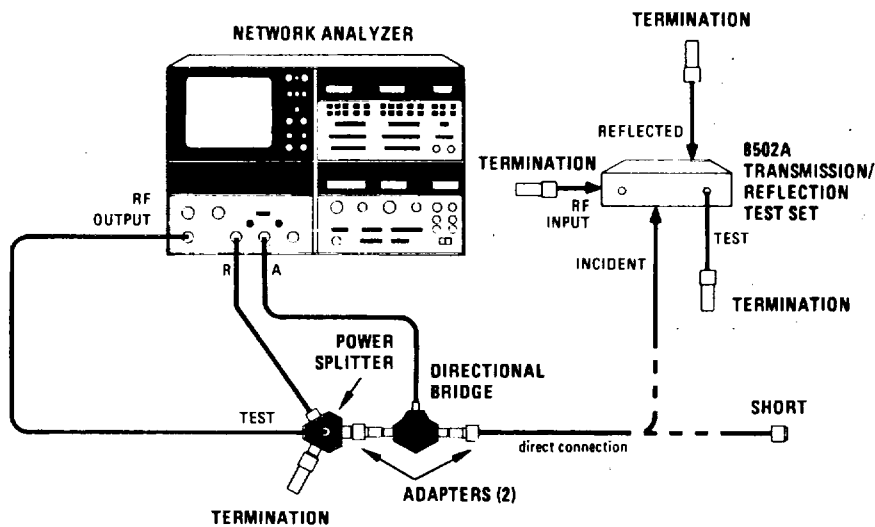 NETWORK ANALYZER
TERMINATION
REFLECTED
TERMINATION
RF
INPUT
8502A
TRANSMISSION/
REFLECTION
TEST SET
RF
OUTPUT
R
A
INCIDENT
TEST
TERMINATION
POWER
SPLITTER
DIRECTIONAL
BRIDGE
TEST
SHORT
direct connection
ADAPTERS (2)
TERMINATION